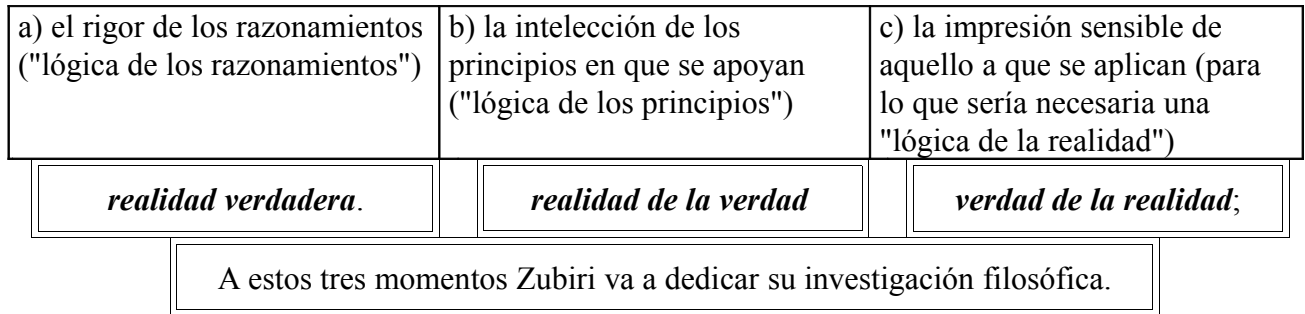 a) el rigor de los razonamientos
("lógica de los razonamientos")
b) la intelección de los
principios en que se apoyan
("lógica de los principios")
c) la impresión sensible de
aquello a que se aplican (para
lo que sería necesaria una
"lógica de la realidad")
realidad verdadera.
realidad de la verdad
verdad de la realidad;
A estos tres momentos Zubiri va a dedicar su investigación filosófica.